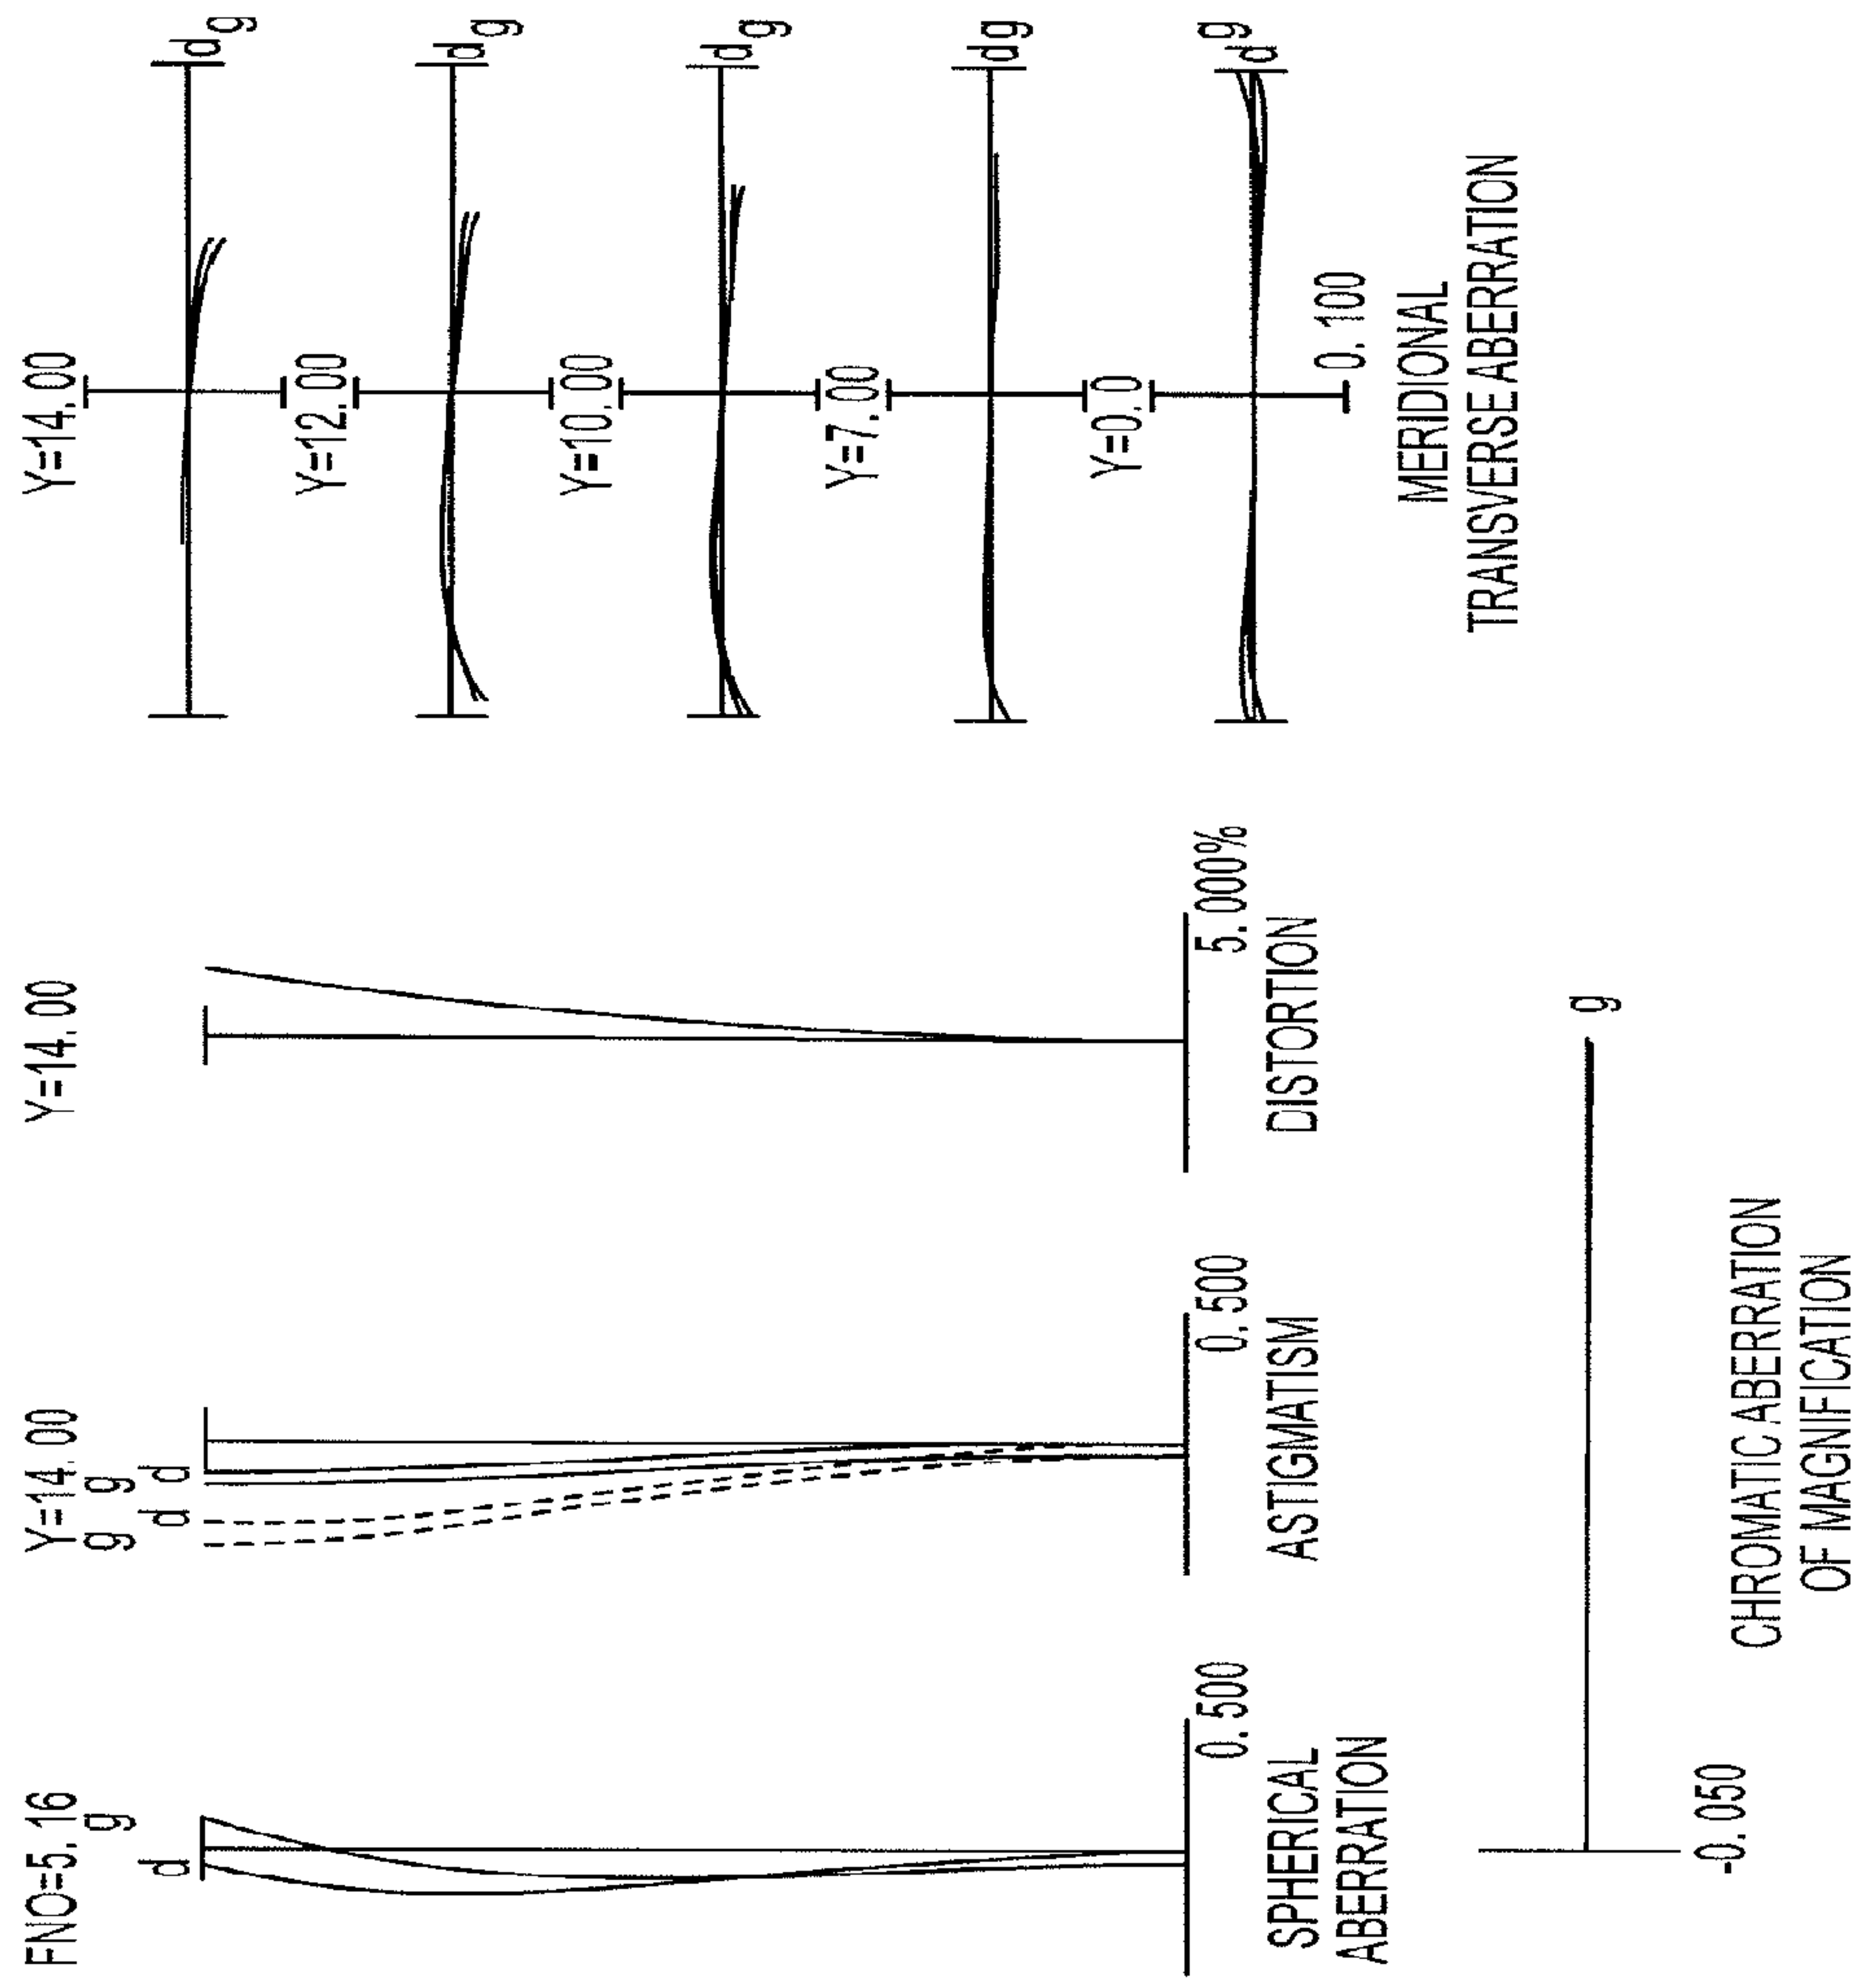 FNO=5.16
g
d
0.500
SPHERICAL
ABERRATION
Y=14.00
g g
d d
0.500
ASTIGMATISM
Y=14.00
5.000%
DISTORTION
Y=14.00
d
g
Y=12.00
d
g
Y=10.00
d
g
Y=7.00
dg
Y=0.0
g
d
0.100
MERIDIONAL
TRANSVERSE ABERRATION
g
-0.050
CHROMATIC ABERRATION
OF MAGNIFICATION